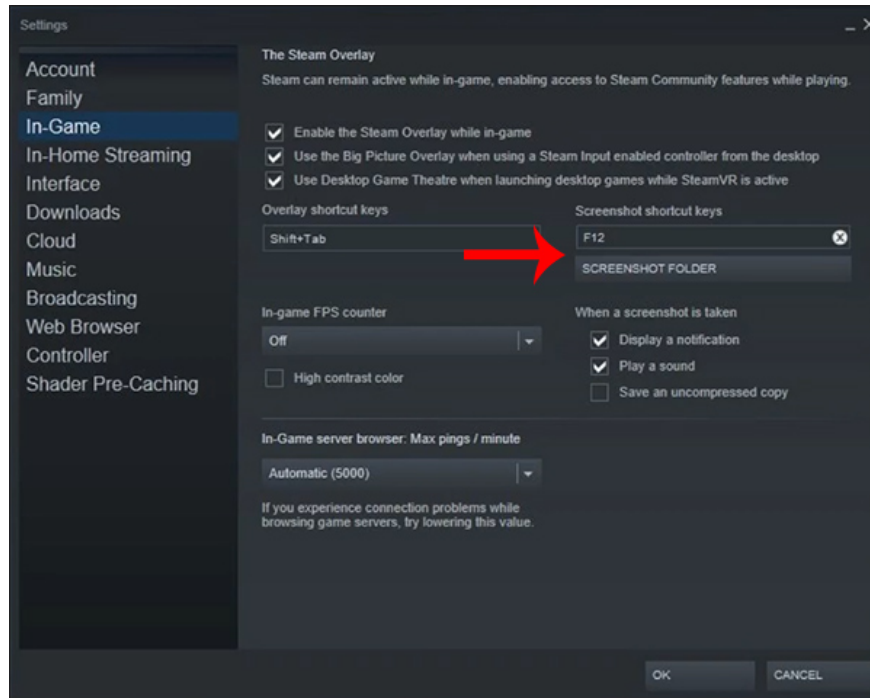 Settings
Account
Family
In-Game
In-Home Streaming
Interface
Downloads
Cloud
Music
Broadcasting
Web Browser
Controller
Shader Pre-Caching
The Steam Overlay
Steam can remain active while in-game, enabling access to Steam Community features while playing.
Enable the Steam Overlay while in-game
Use the Big Picture Overlay when using a Steam Input enabled controller from the desktop
Use Desktop Game Theatre when launching desktop games while SteamVR is active
Overlay shortcut keys
Shift+Tab
Screenshot shortcut keys
F12
SCREENSHOT FOLDER
In-game FPS counter
Off
High contrast color
When a screenshot is taken
Display a notification
Play a sound
Save an uncompressed copy
In-Game server browser: Max pings / minute
Automatic (5000)
If you experience connection problems while
browsing game servers, try lowering this value.
OK
CANCEL